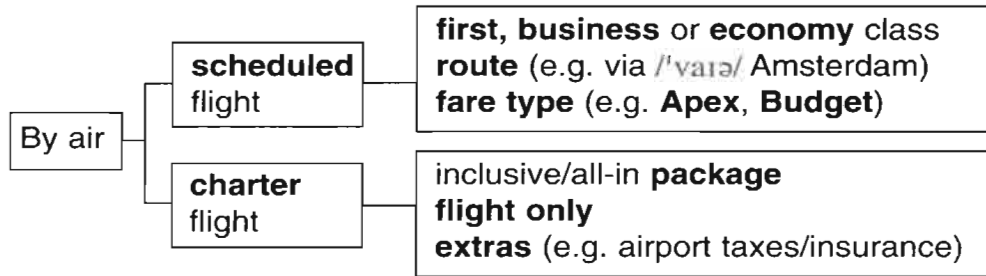 By air
scheduled
flight
first, business or economy class
route (e.g. via /'vaɪə/ Amsterdam)
fare type (e.g. Apex, Budget)
charter
flight
inclusive/all-in package
flight only
extras (e.g. airport taxes/insurance)